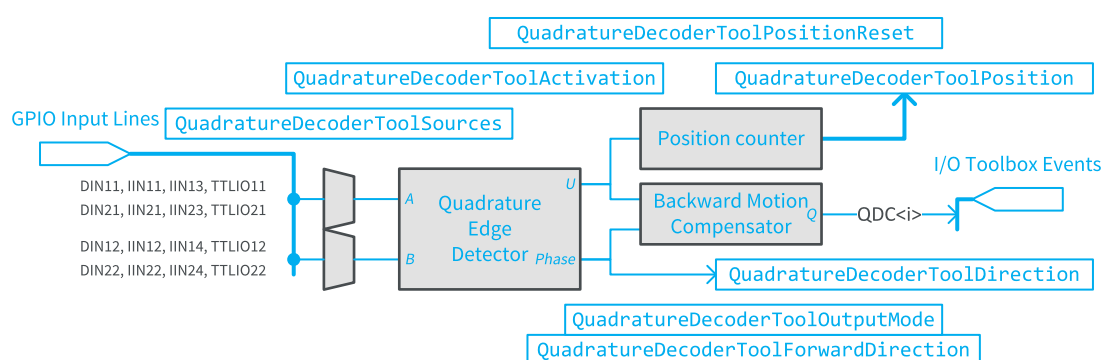 QuadratureDecoderToolPositionReset
QuadratureDecoderToolActivation
QuadratureDecoderToolPosition
GPIO Input Lines
QuadratureDecoderToolSources
Position counter
I/O Toolbox Events
DIN11, IIN11, IIN13, TTLIO11
DIN21, IIN21, IIN23, TTLIO21
A
Quadrature
Edge
Detector
U
Backward Motion
Compensator
Q
QDC<i>
DIN12, IIN12, IIN14, TTLIO12
DIN22, IIN22, IIN24, TTLIO22
B
Phase
QuadratureDecoderToolDirection
QuadratureDecoderToolOutputMode
QuadratureDecoderToolForwardDirection